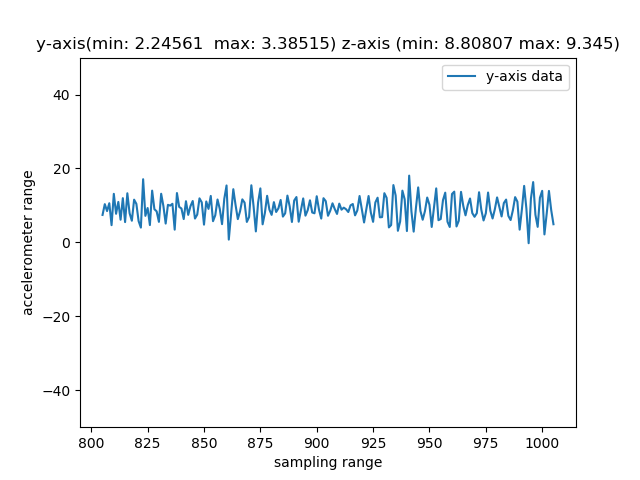 y-axis(min: 2.24561  max: 3.38515) z-axis (min: 8.80807 max: 9.345)
y-axis data
40
20
0
−20
−40
accelerometer range
800 825 850 875 900 925 950 975 1000
sampling range